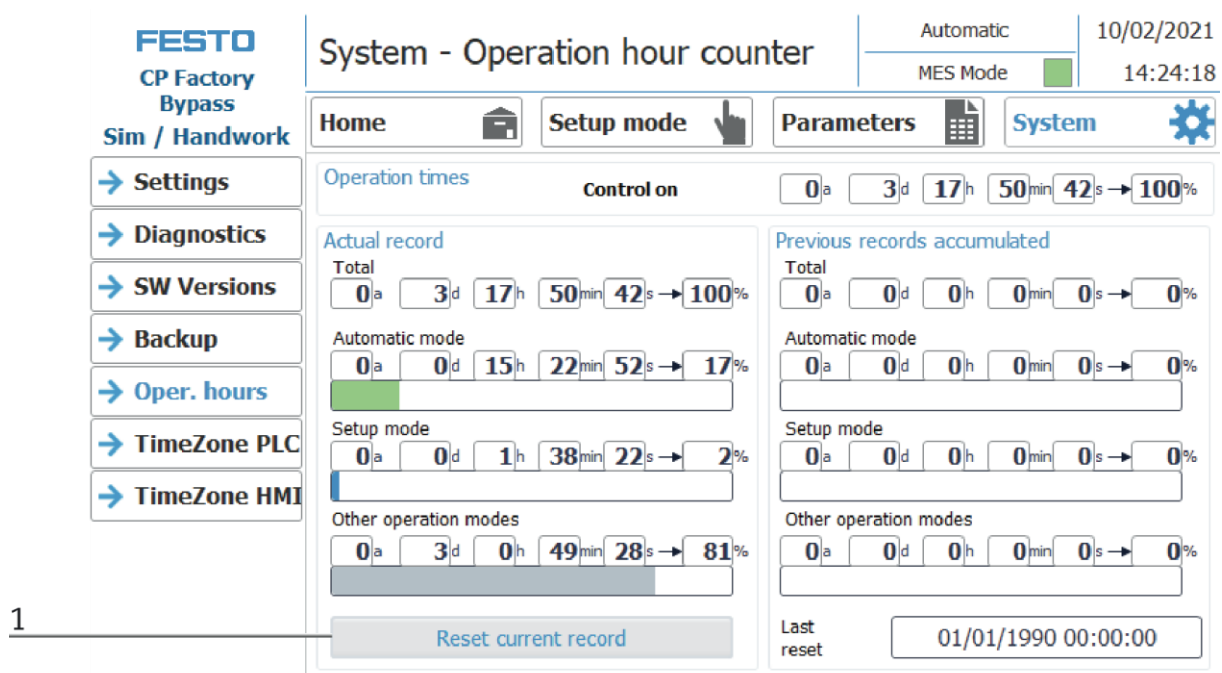 FESTO
CP Factory
Bypass
Sim / Handwork
System - Operation hour counter
Automatic
10/02/2021
MES Mode
14:24:18
Home
Setup mode
Parameters
System
Settings
Diagnostics
SW Versions
Backup
Oper. hours
TimeZone PLC
TimeZone HMI
Operation times
Control on
0a 3d 17h 50min 42s → 100%
Actual record
Total
0a 3d 17h 50min 42s → 100%
Automatic mode
0a 0d 15h 22min 52s → 17%
Setup mode
0a 0d 1h 38min 22s → 2%
Other operation modes
0a 3d 0h 49min 28s → 81%
Reset current record
Previous records accumulated
Total
0a 0d 0h 0min 0s → 0%
Automatic mode
0a 0d 0h 0min 0s → 0%
Setup mode
0a 0d 0h 0min 0s → 0%
Other operation modes
0a 0d 0h 0min 0s → 0%
Last
reset
01/01/1990 00:00:00
1